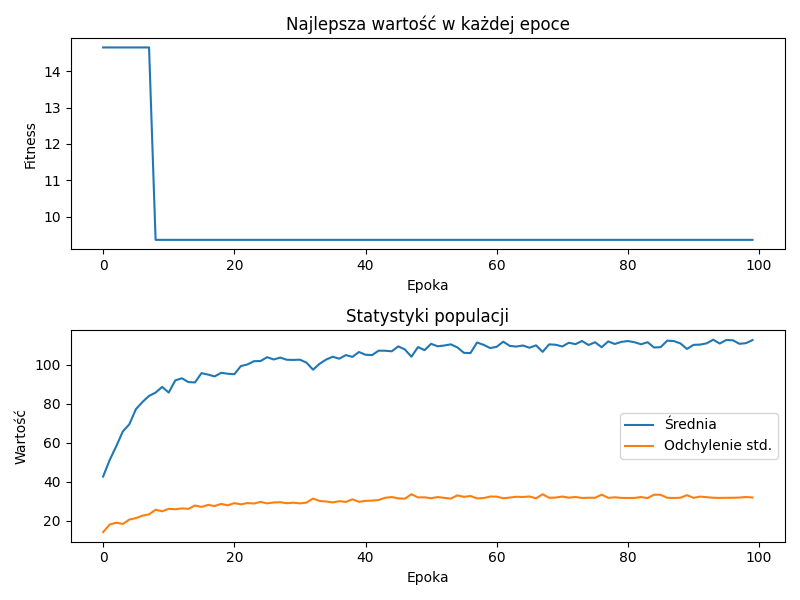 Najlepsza wartość w każdej epoce
14
13
12
11
10
Fitness
0 20 40 60 80 100
Epoka
Statystyki populacji
100
80
60
40
20
Wartość
Średnia
Odchylenie std.
0 20 40 60 80 100
Epoka